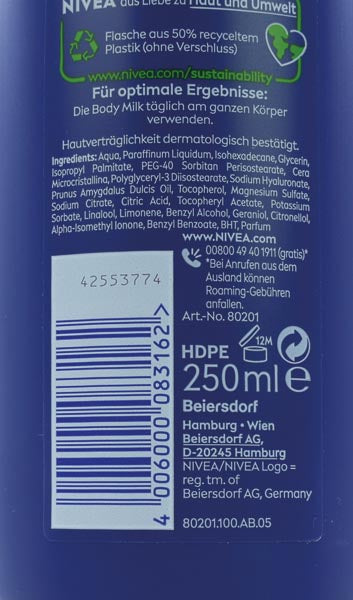 NIVEA aus Liebe zu Haut und Umwelt
Flasche aus 50% recyceltem
Plastik (ohne Verschluss)
www.nivea.com/sustainability
Für optimale Ergebnisse:
Die Body Milk täglich am ganzen Körper
verwenden.
Hautverträglichkeit dermatologisch bestätigt.
Ingredients: Aqua, Paraffinum Liquidum, Isohexadecane, Glycerin,
Isopropyl Palmitate, PEG-40 Sorbitan Perisostearate, Cera
Microcristallina, Polyglyceryl-3 Diisostearate, Sodium Hyaluronate,
Prunus Amygdalus Dulcis Oil, Tocopherol, Magnesium Sulfate,
Sodium Citrate, Citric Acid, Tocopheryl Acetate, Potassium
Sorbate, Linalool, Limonene, Benzyl Alcohol, Geraniol, Citronellol,
Alpha-Isomethyl Ionone, Benzyl Benzoate, BHT, Parfum
www.NIVEA.com
00800 49 40 1911 (gratis)*
*Bei Anrufen aus dem
Ausland können
Roaming-Gebühren
anfallen.
Art.-No. 80201
42553774
4 006000 083162 >
12M
HDPE
250 ml e
Beiersdorf
Hamburg • Wien
Beiersdorf AG,
D-20245 Hamburg
NIVEA/NIVEA Logo =
reg. tm. of
Beiersdorf AG, Germany
80201.100.AB.05